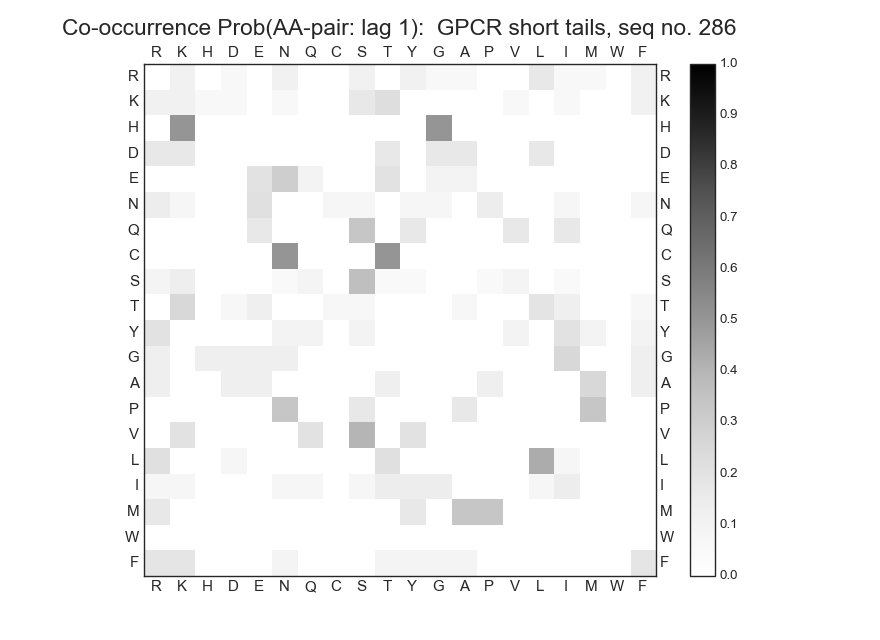 Co-occurrence Prob(AA-pair: lag 1):  GPCR short tails, seq no. 286
R K H D E N Q C S T Y G A P V L I M W F
1.0
R R
0.9
K K
H H
0.8
D D
E E
0.7
N N
Q Q
0.6
C C
S S
0.5
T T
Y Y
0.4
G G
A A
0.3
P P
V V
0.2
L L
I I
0.1
M M
W W
F F
0.0
R K H D E N Q C S T Y G A P V L I M W F